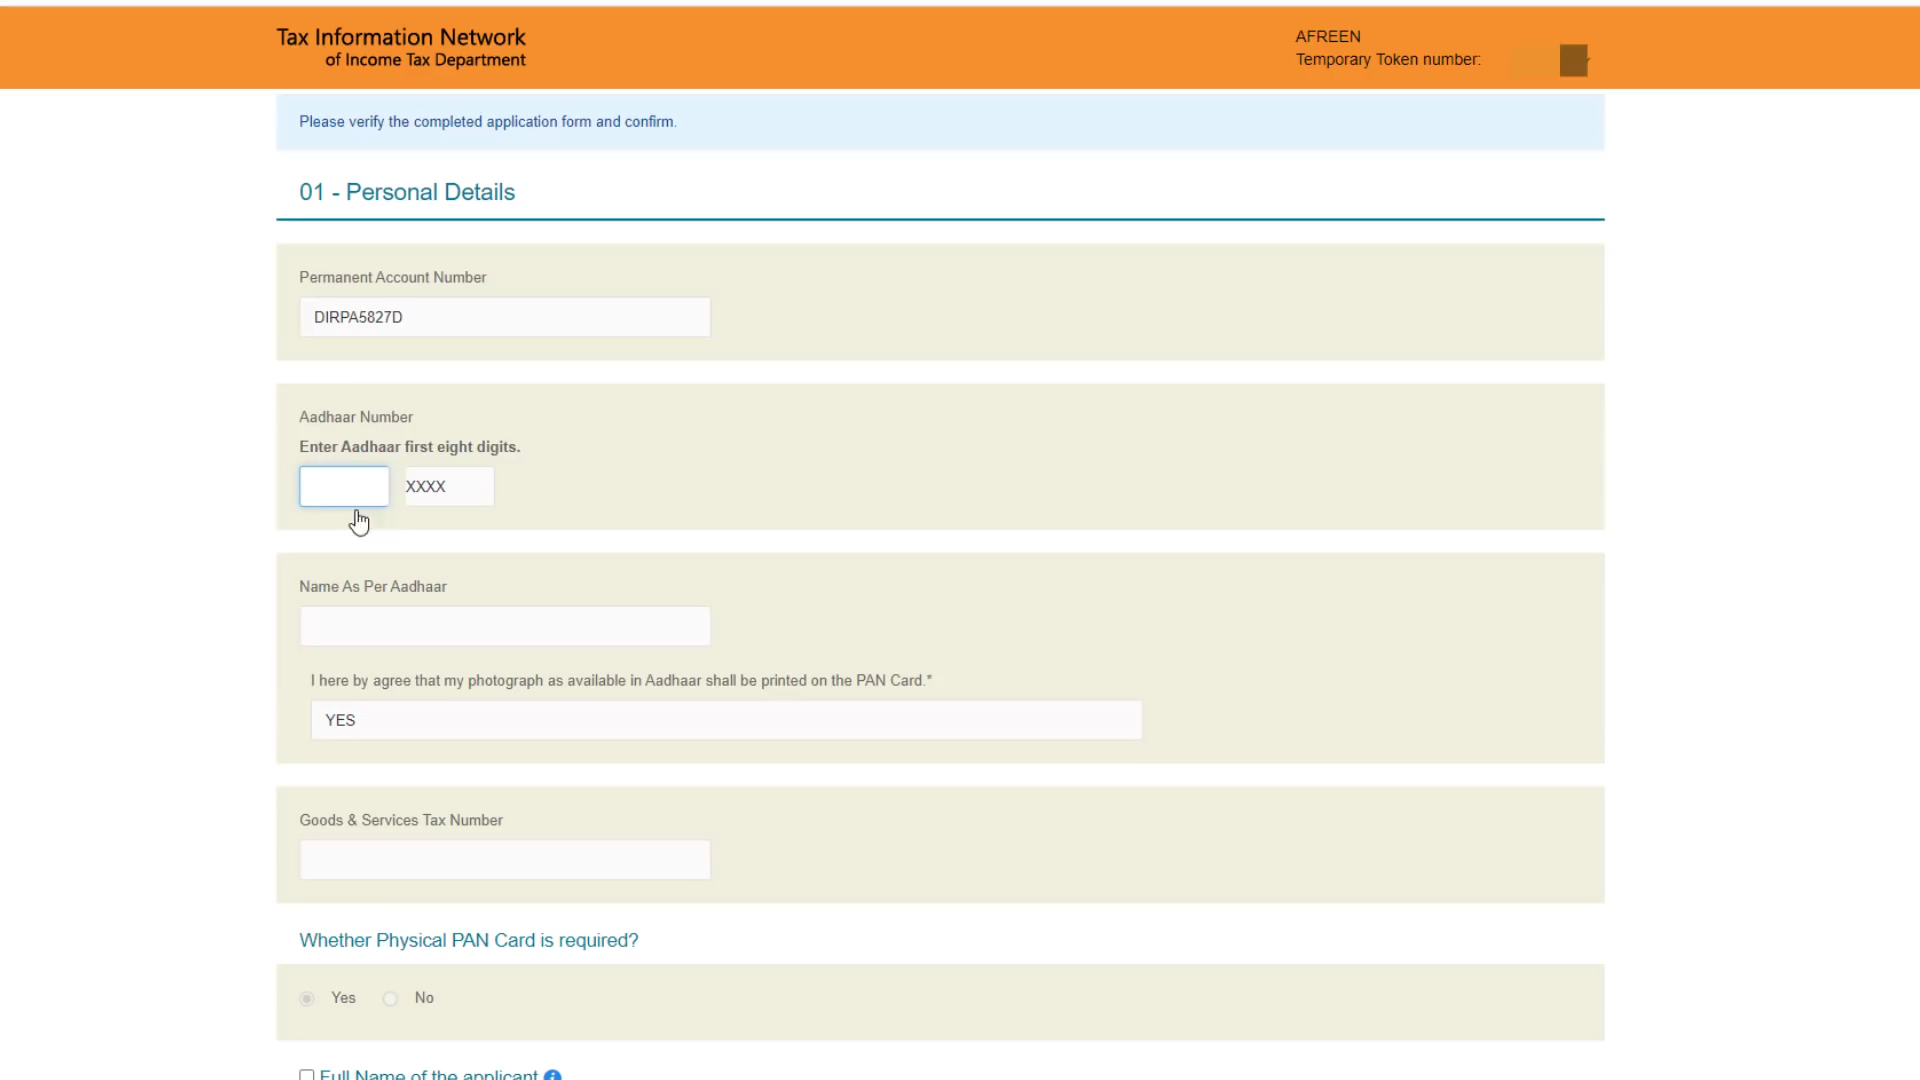 Tax Information Network
of Income Tax Department
AFREEN
Temporary Token number:
Please verify the completed application form and confirm.
01 - Personal Details
Permanent Account Number
DIRPA5827D
Aadhaar Number
Enter Aadhaar first eight digits.
XXXX
Name As Per Aadhaar
I here by agree that my photograph as available in Aadhaar shall be printed on the PAN Card.*
YES
Goods & Services Tax Number
Whether Physical PAN Card is required?
Yes No
Full Name of the applicant